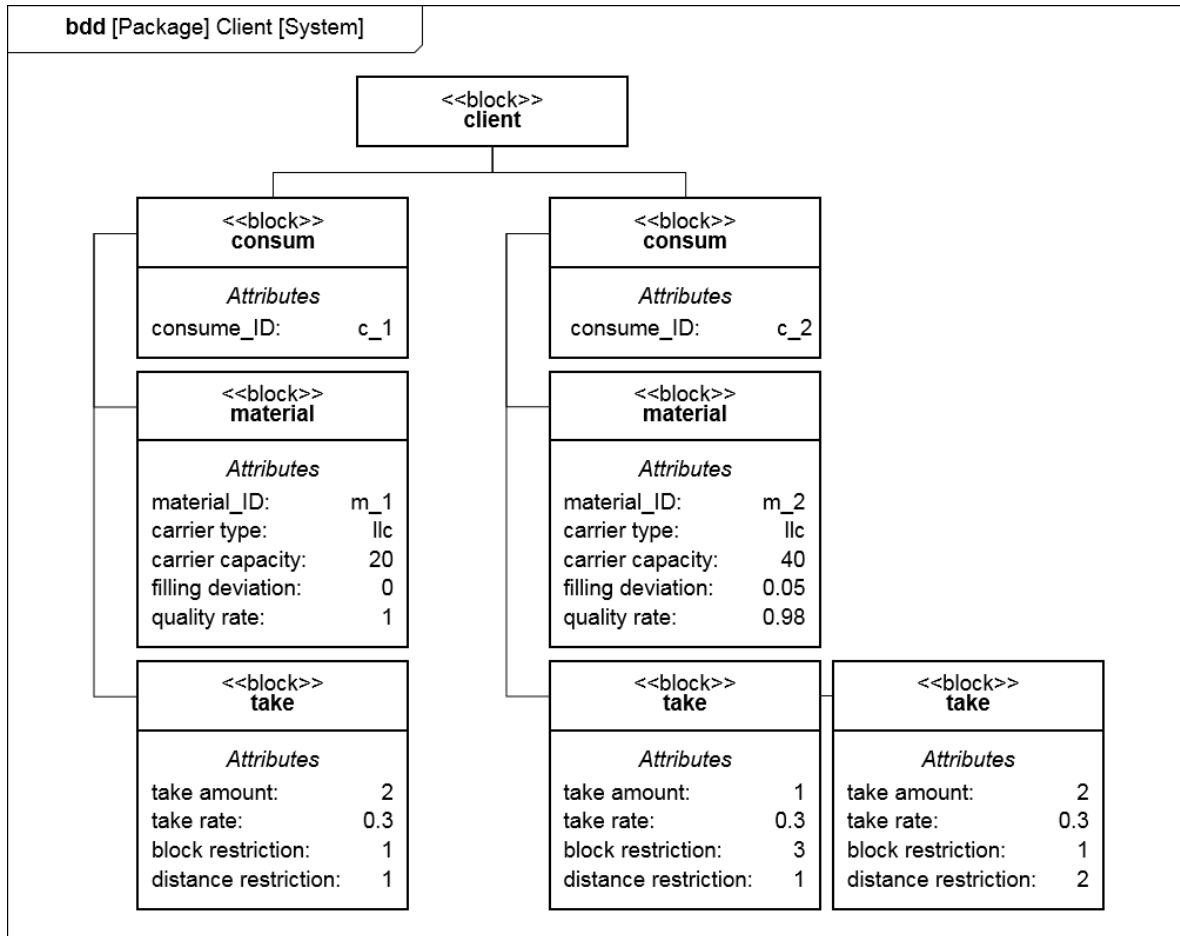 bdd [Package] Client [System]
<<block>>
client
<<block>>
consum
Attributes
consume_ID: c_1
<<block>>
consum
Attributes
consume_ID: c_2
<<block>>
material
Attributes
material_ID: m_1
carrier type: llc
carrier capacity: 20
filling deviation: 0
quality rate: 1
<<block>>
material
Attributes
material_ID: m_2
carrier type: llc
carrier capacity: 40
filling deviation: 0.05
quality rate: 0.98
<<block>>
take
Attributes
take amount: 2
take rate: 0.3
block restriction: 1
distance restriction: 1
<<block>>
take
Attributes
take amount: 1
take rate: 0.3
block restriction: 3
distance restriction: 1
<<block>>
take
Attributes
take amount: 2
take rate: 0.3
block restriction: 1
distance restriction: 2